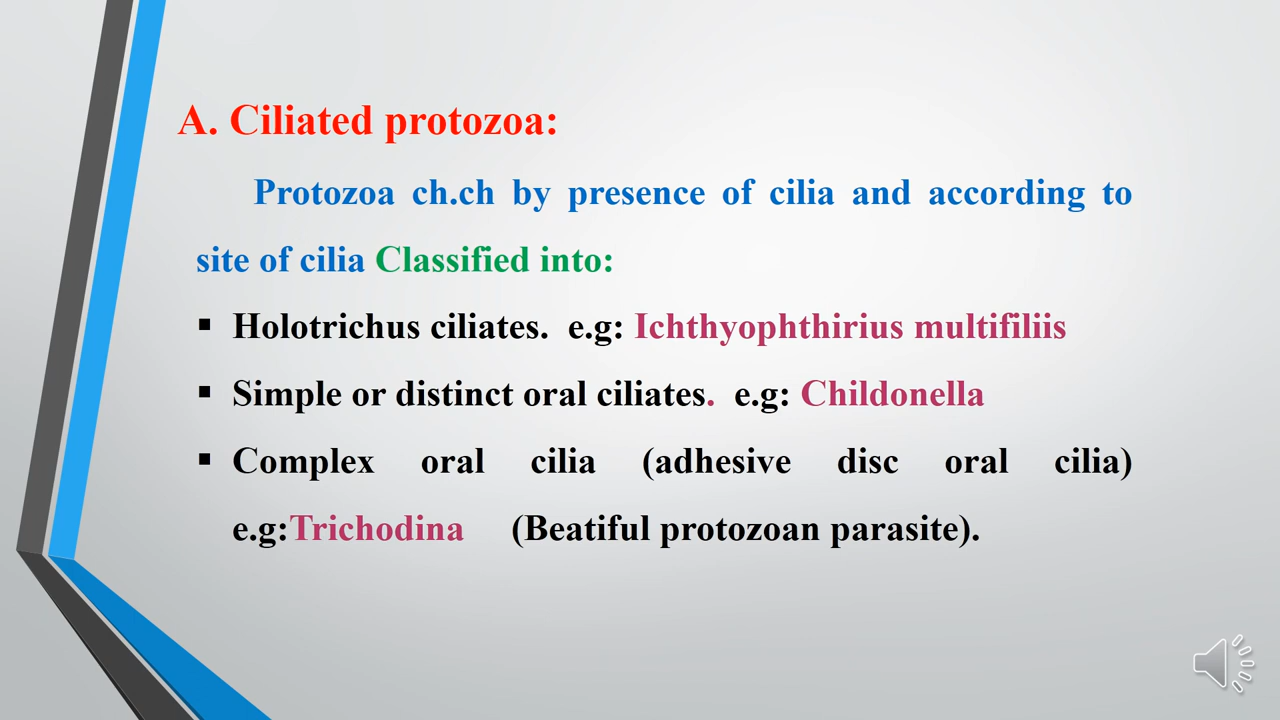 A. Ciliated protozoa:
Protozoa ch.ch by presence of cilia and according to
site of cilia Classified into:
▪ Holotrichus ciliates. e.g: Ichthyophthirius multifiliis
▪ Simple or distinct oral ciliates. e.g: Childonella
▪ Complex oral cilia (adhesive disc oral cilia)
e.g:Trichodina (Beatiful protozoan parasite).